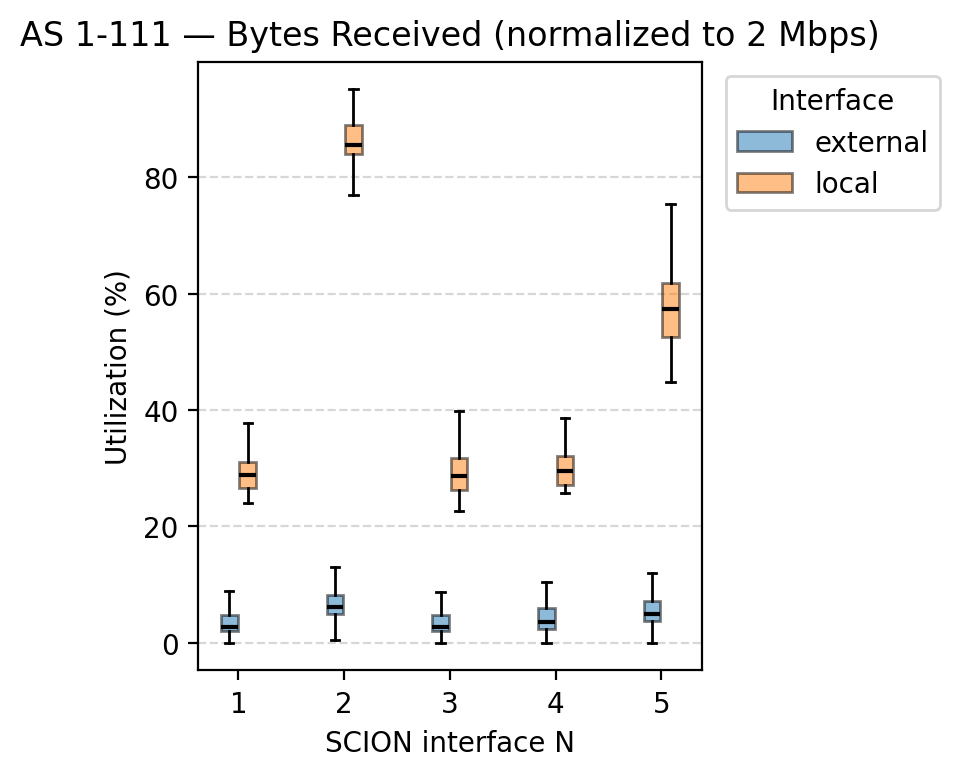 AS 1-111 — Bytes Received (normalized to 2 Mbps)
Interface
external
local
Utilization (%)
80
60
40
20
0
1 2 3 4 5
SCION interface N